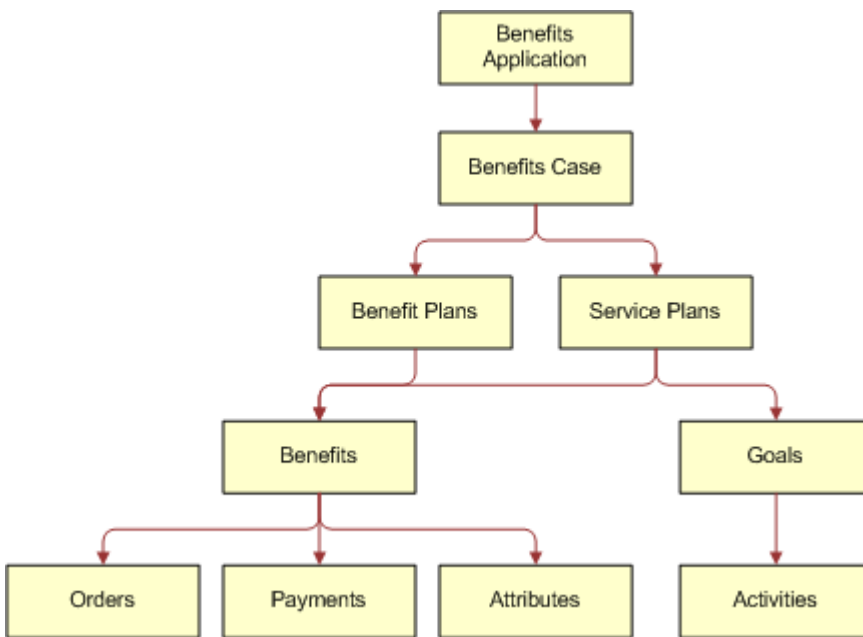 Benefits
Application
Benefits Case
Benefit Plans
Service Plans
Benefits
Goals
Orders
Payments
Attributes
Activities